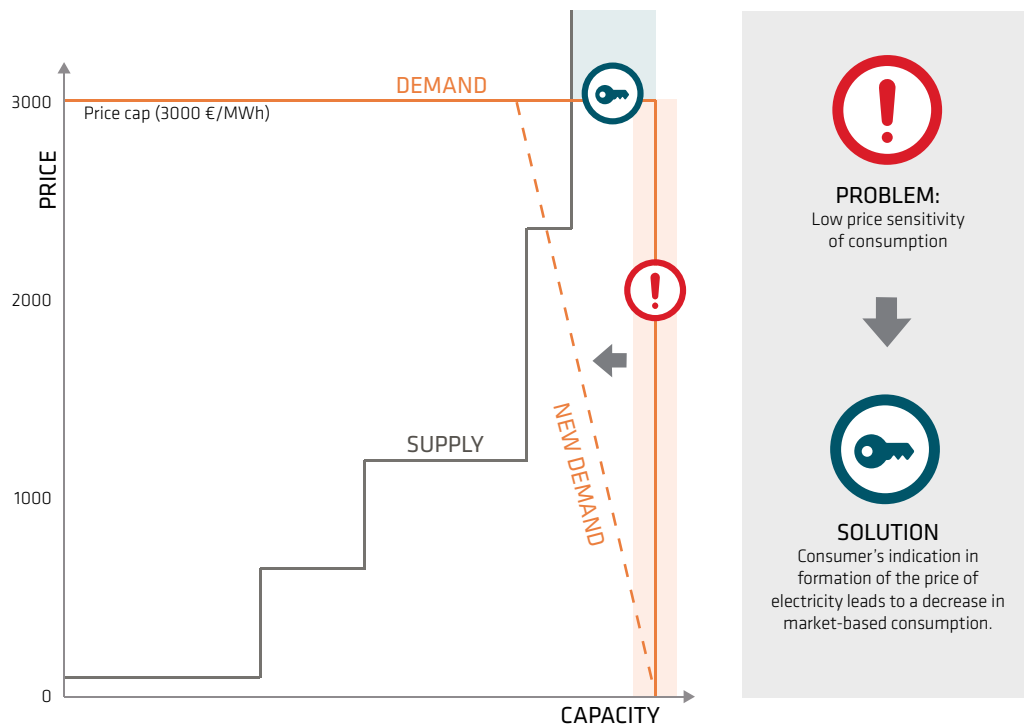 DEMAND
3000
Price cap (3000 €/MWh)
PRICE
2000
SUPPLY
NEW DEMAND
1000
0
CAPACITY
PROBLEM:
Low price sensitivity
of consumption
SOLUTION
Consumer's indication in
formation of the price of
electricity leads to a decrease in
market-based consumption.